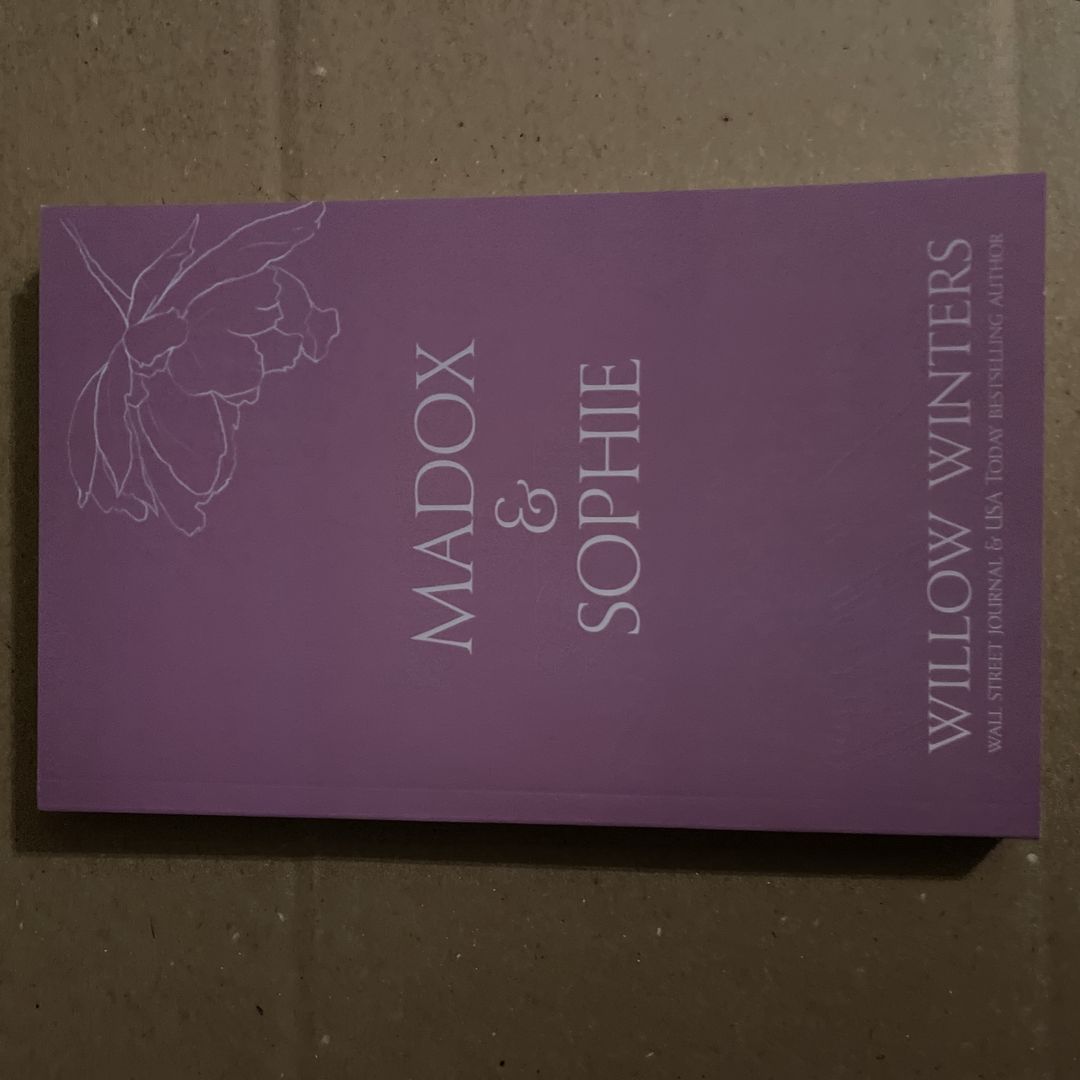 MADOX
&
SOPHIE
WILLOW WINTERS
WALL STREET JOURNAL & USA TODAY BESTSELLING AUTHOR